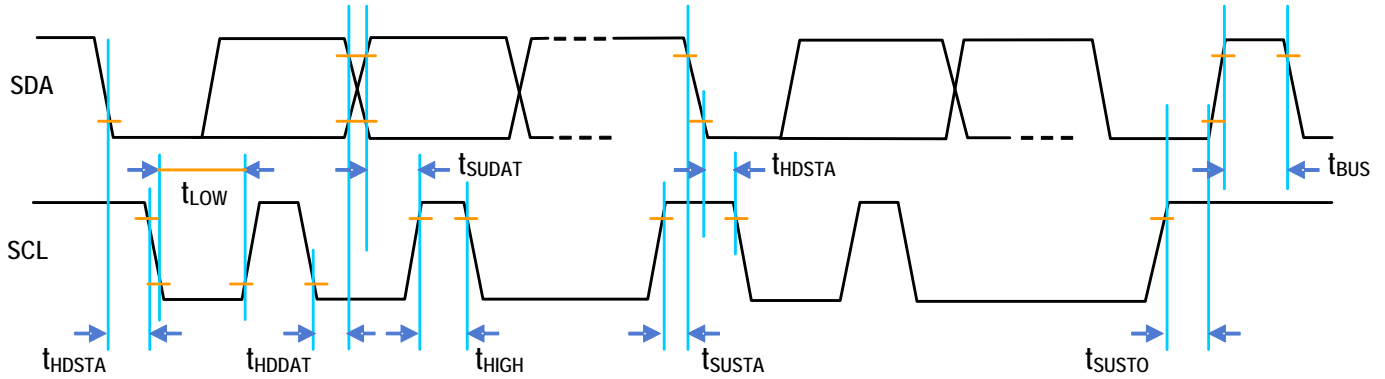 SDA
tSUDAT
tHDSTA
tBUS
tLOW
SCL
tHDSTA
tHDDAT
tHIGH
tSUSTA
tSUSTO